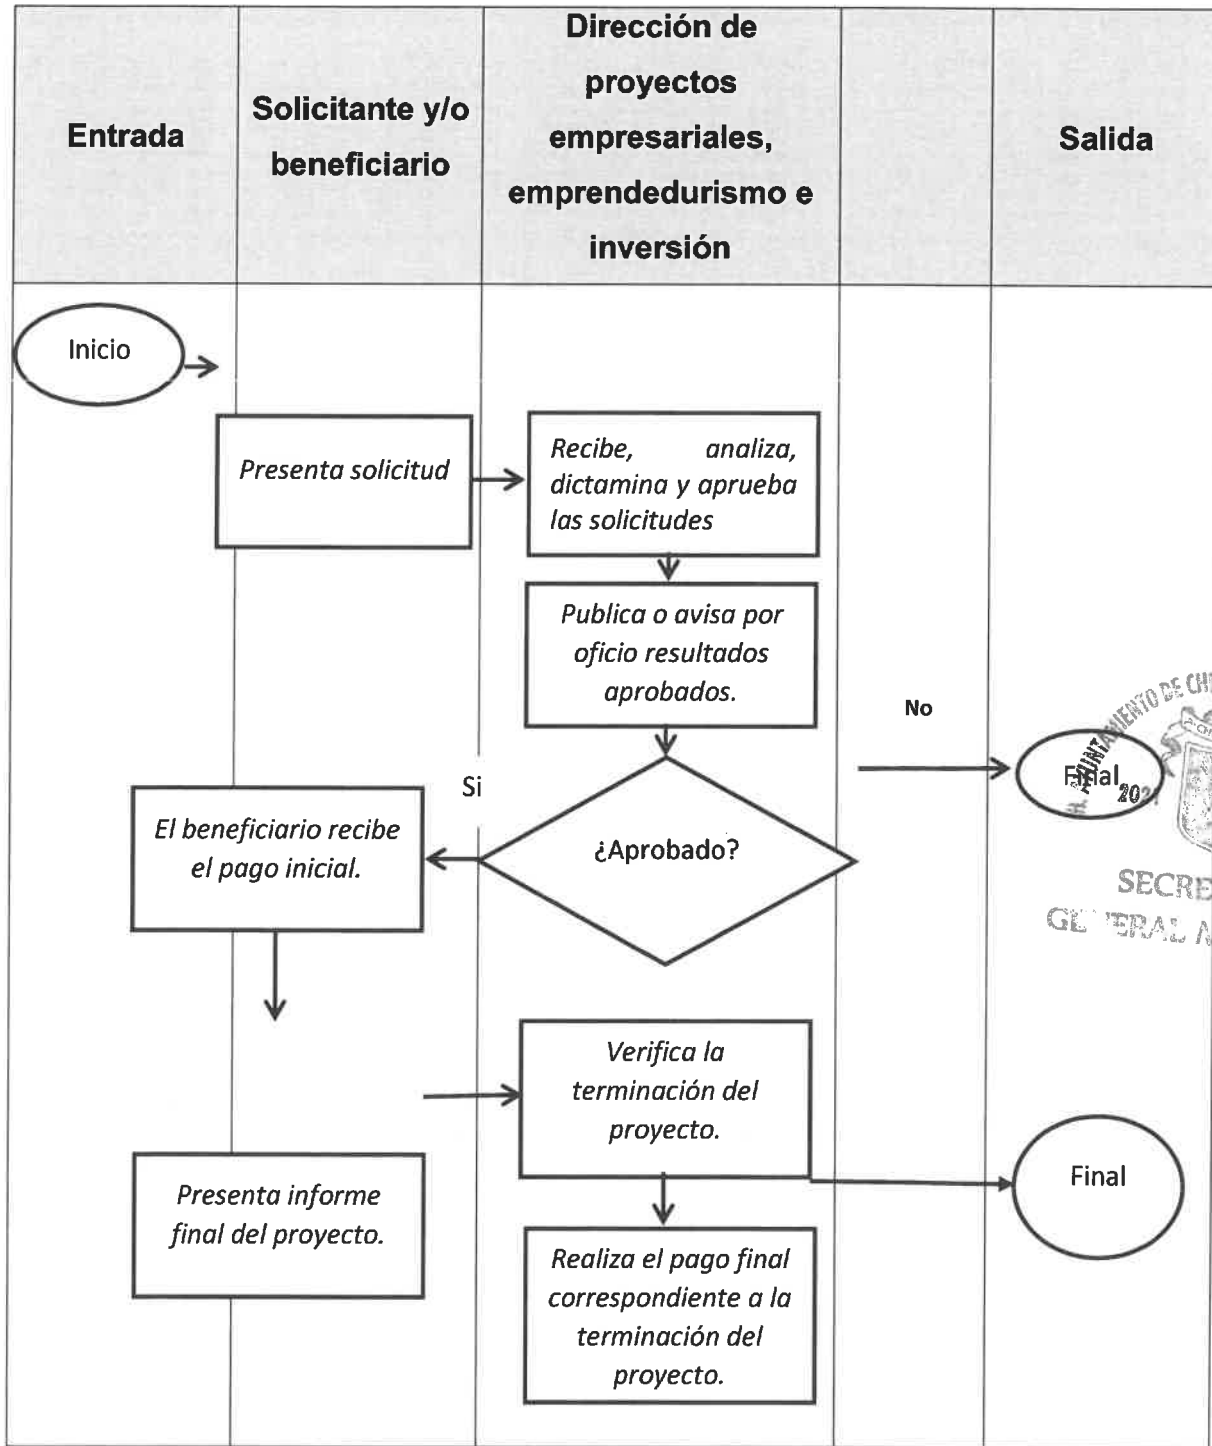 Entrada
Solicitante y/o
beneficiario
Dirección de
proyectos
empresariales,
emprendedurismo e
inversión
Salida
Inicio
Presenta solicitud
Recibe, analiza,
dictamina y aprueba
las solicitudes
Publica o avisa por
oficio resultados
aprobados.
No
Final
Si
¿Aprobado?
El beneficiario recibe
el pago inicial.
Verifica la
terminación del
proyecto.
Final
Presenta informe
final del proyecto.
Realiza el pago final
correspondiente a la
terminación del
proyecto.